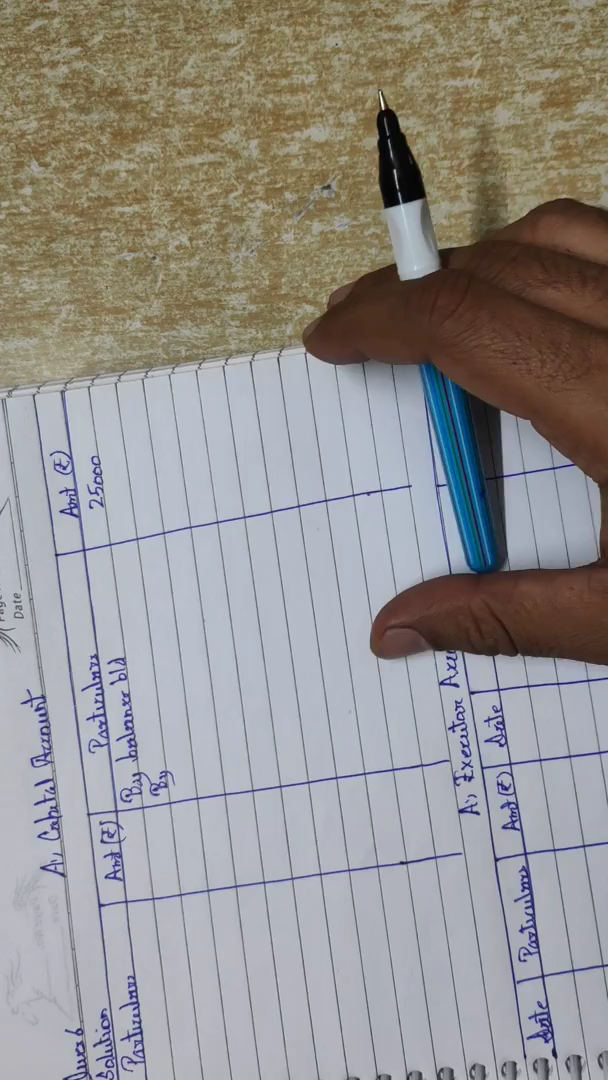 Page
Date
Ques 6
A's Capital Account
Solution
Particulars Amt (₹) Particulars Amt (₹)
By balance b/d 25000
By
A's Executor
Date Particulars Amt (₹) Date